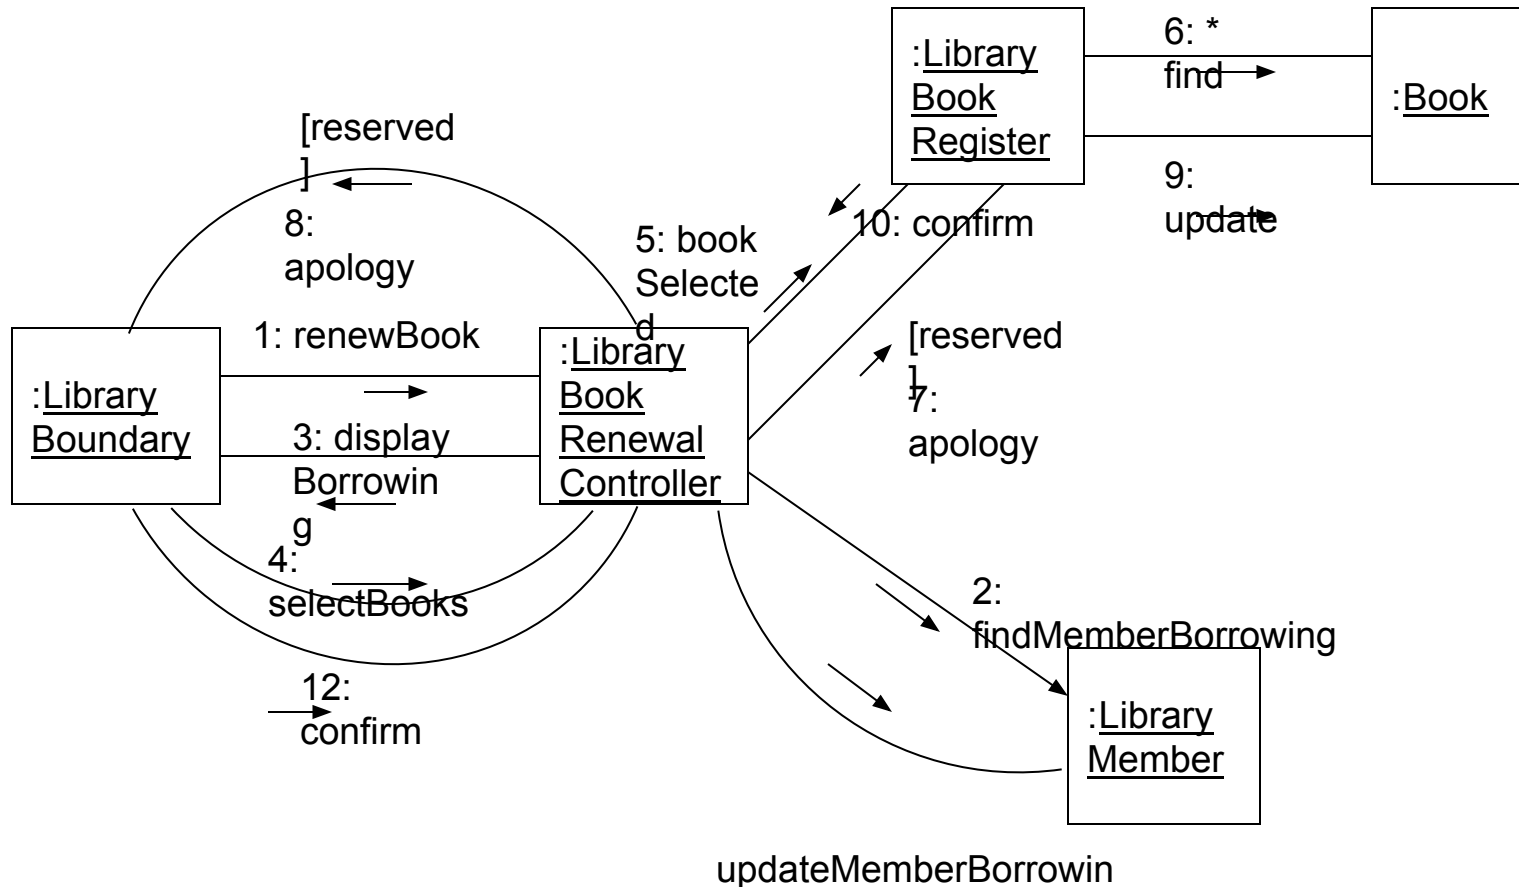 :Library
Book
Register
6: *
find
:Book
9:
update
[reserved
]
8:
apology
5: book
Selecte
d
10: confirm
1: renewBook
:Library
Boundary
3: display
Borrowin
g
:Library
Book
Renewal
Controller
[reserved
]
7:
apology
4:
selectBooks
2:
findMemberBorrowing
12:
confirm
:Library
Member
updateMemberBorrowin